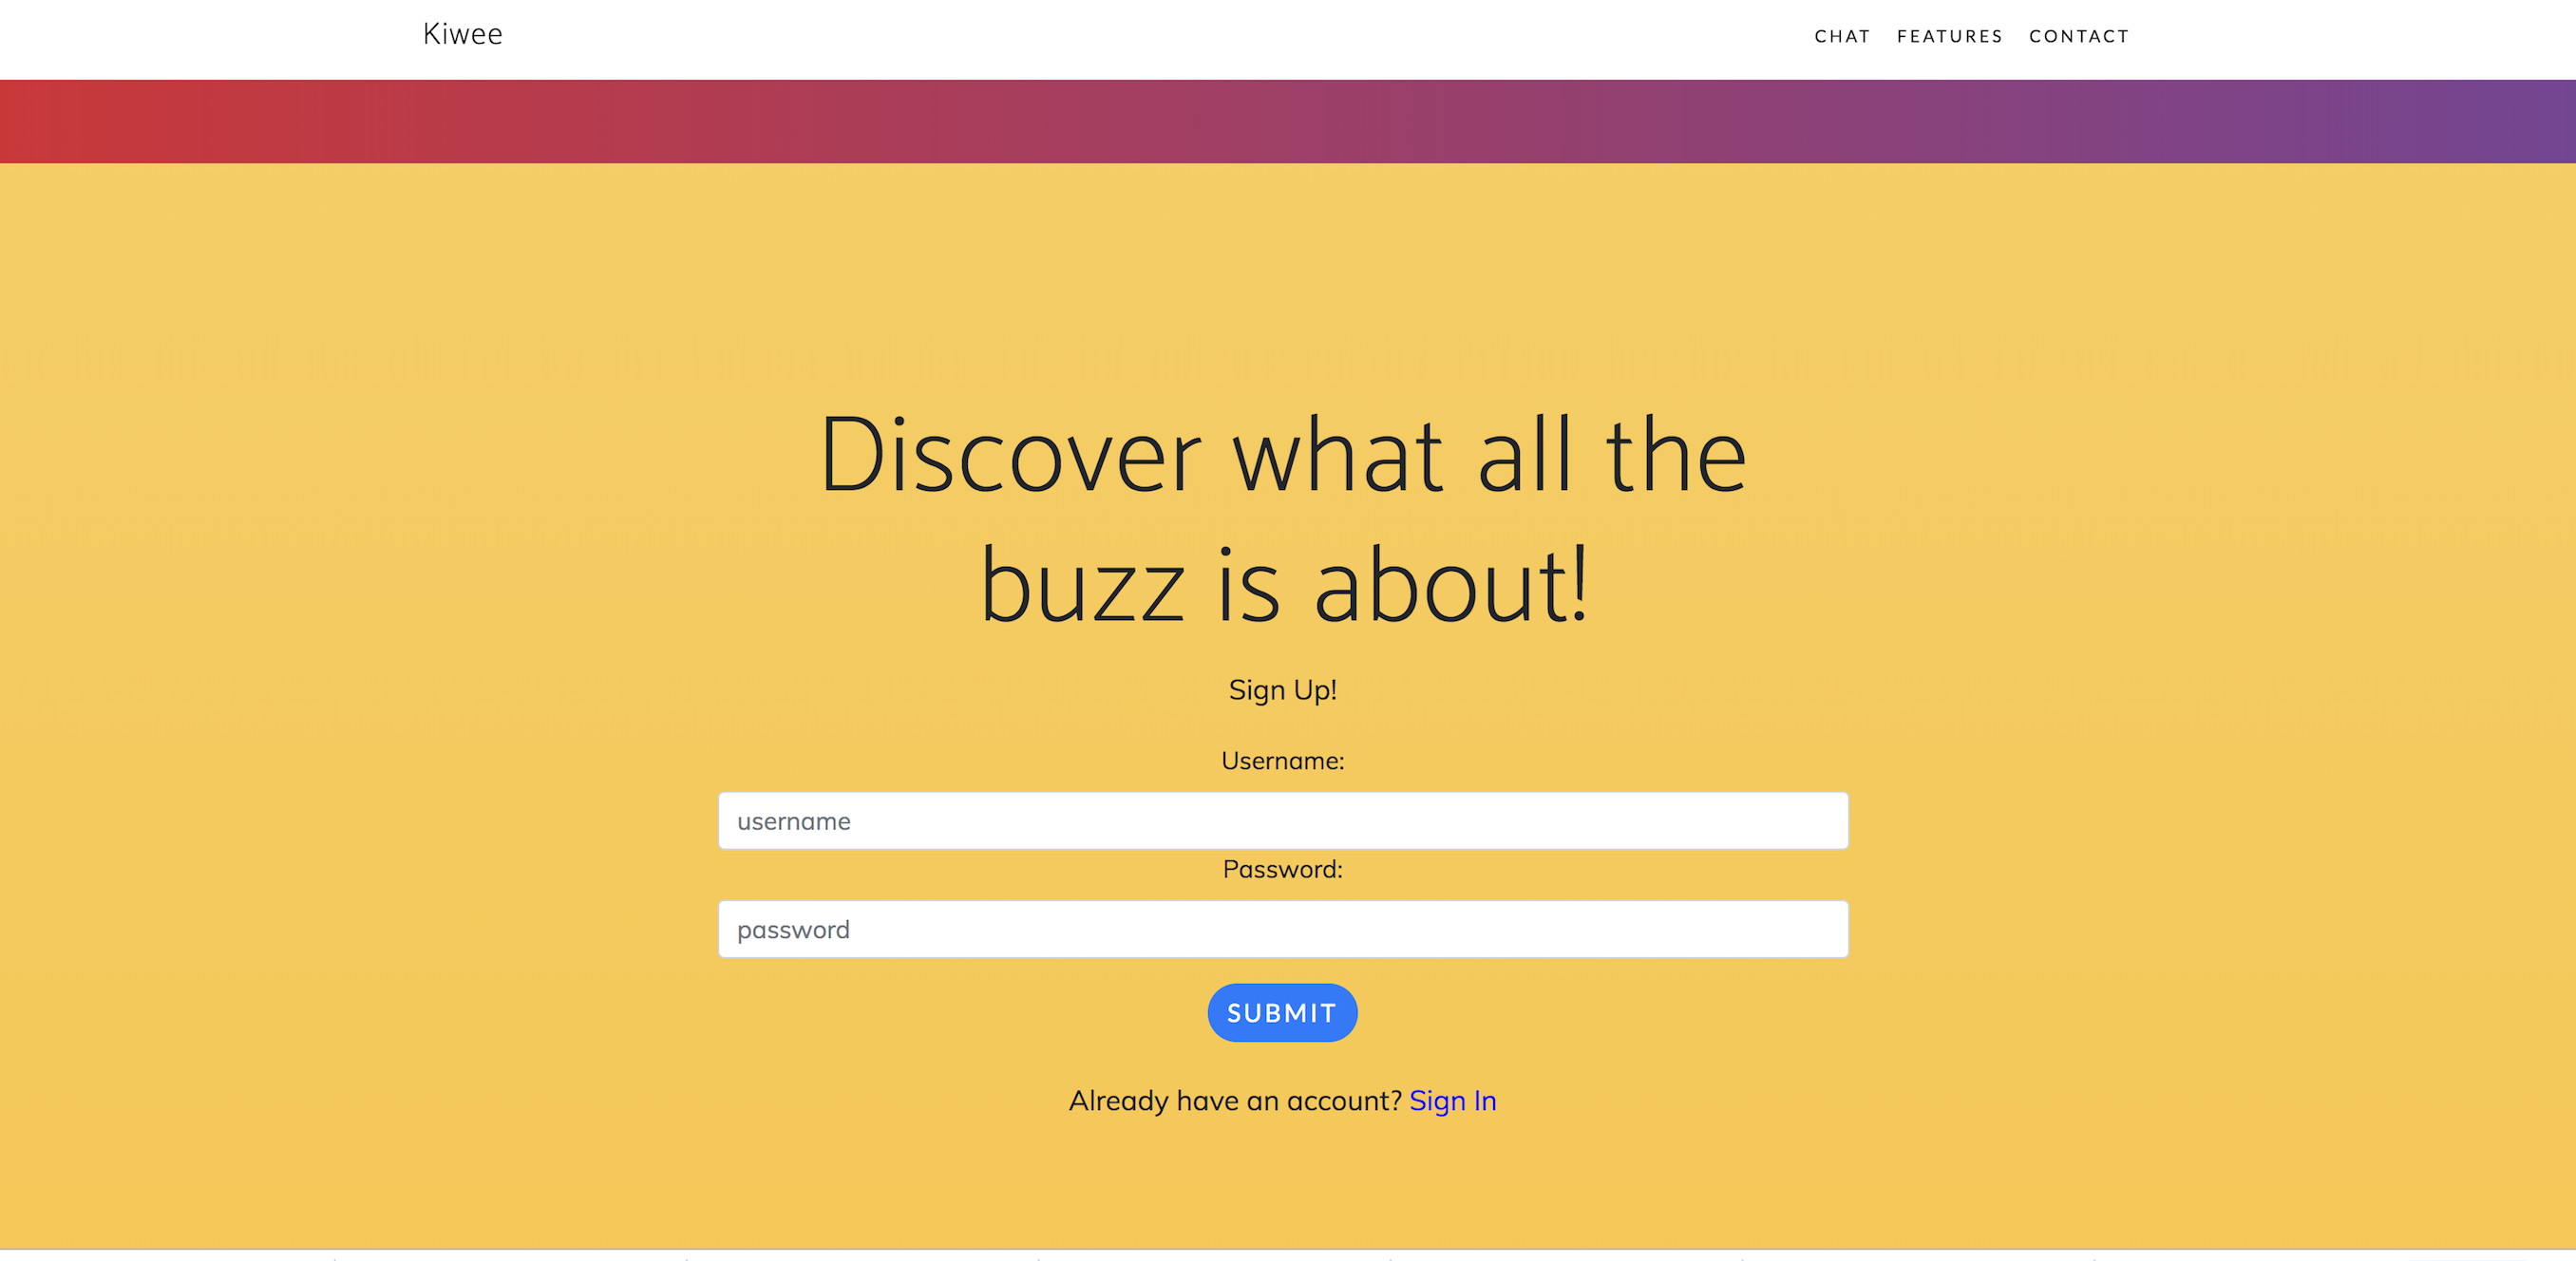 Kiwee
CHAT FEATURES CONTACT
Discover what all the
buzz is about!
Sign Up!
Username:
username
Password:
password
SUBMIT
Already have an account? Sign In